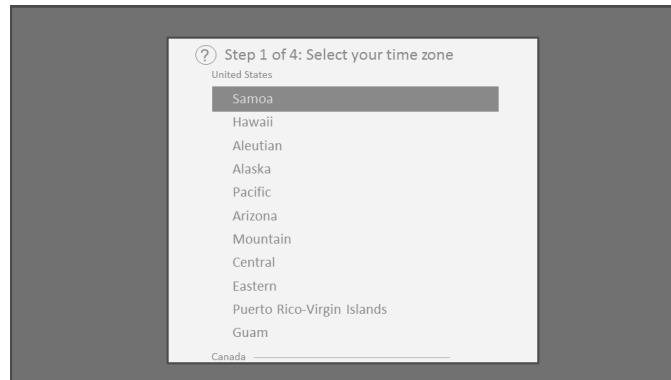 ? Step 1 of 4: Select your time zone
United States
Samoa
Hawaii
Aleutian
Alaska
Pacific
Arizona
Mountain
Central
Eastern
Puerto Rico-Virgin Islands
Guam
Canada